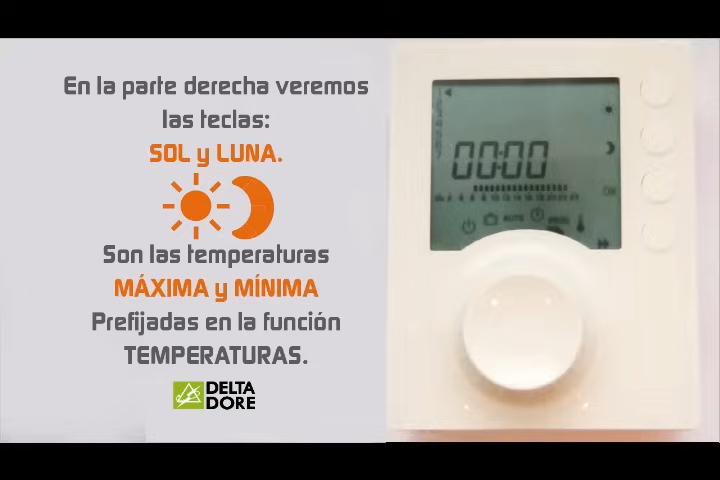 En la parte derecha veremos
las teclas:
SOL y LUNA.
Son las temperaturas
MÁXIMA y MÍNIMA
Prefijadas en la función
TEMPERATURAS.
DELTA
DORE
00:00
AUTO PROG